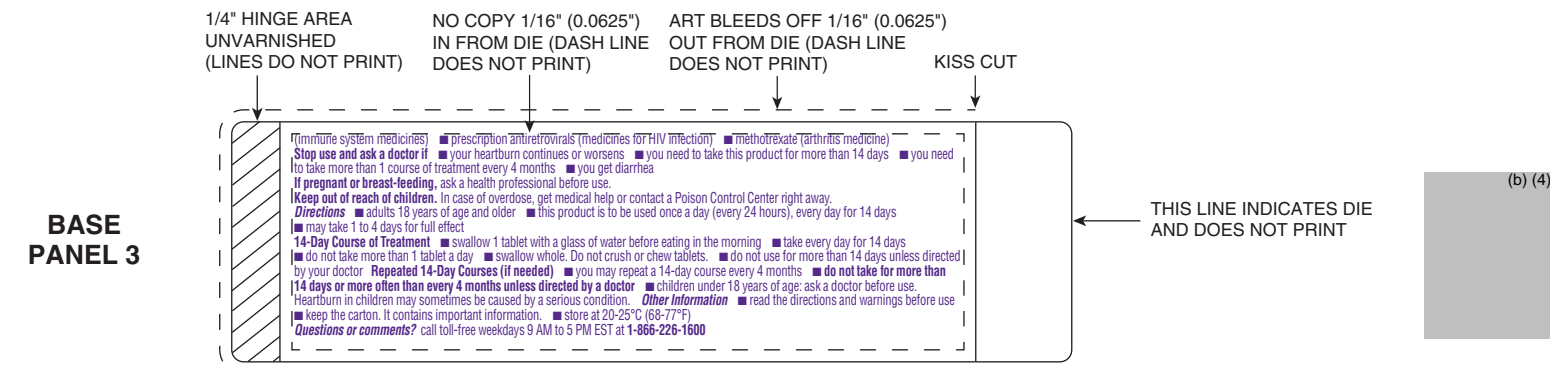 1/4" HINGE AREA
UNVARNISHED
(LINES DO NOT PRINT)
NO COPY 1/16" (0.0625")
IN FROM DIE (DASH LINE
DOES NOT PRINT)
ART BLEEDS OFF 1/16" (0.0625")
OUT FROM DIE (DASH LINE
DOES NOT PRINT)
KISS CUT
BASE
PANEL 3
(immune system medicines) ■ prescription antiretrovirals (medicines for HIV infection) ■ methotrexate (arthritis medicine)
Stop use and ask a doctor if ■ your heartburn continues or worsens ■ you need to take this product for more than 14 days ■ you need
to take more than 1 course of treatment every 4 months ■ you get diarrhea
If pregnant or breast-feeding, ask a health professional before use.
Keep out of reach of children. In case of overdose, get medical help or contact a Poison Control Center right away.
Directions ■ adults 18 years of age and older ■ this product is to be used once a day (every 24 hours), every day for 14 days
■ may take 1 to 4 days for full effect
14-Day Course of Treatment ■ swallow 1 tablet with a glass of water before eating in the morning ■ take every day for 14 days
■ do not take more than 1 tablet a day ■ swallow whole. Do not crush or chew tablets. ■ do not use for more than 14 days unless directed
by your doctor Repeated 14-Day Courses (if needed) ■ you may repeat a 14-day course every 4 months ■ do not take for more than
14 days or more often than every 4 months unless directed by a doctor ■ children under 18 years of age: ask a doctor before use.
Heartburn in children may sometimes be caused by a serious condition. Other Information ■ read the directions and warnings before use
■ keep the carton. It contains important information. ■ store at 20-25°C (68-77°F)
Questions or comments? call toll-free weekdays 9 AM to 5 PM EST at 1-866-226-1600
THIS LINE INDICATES DIE
AND DOES NOT PRINT
(b) (4)